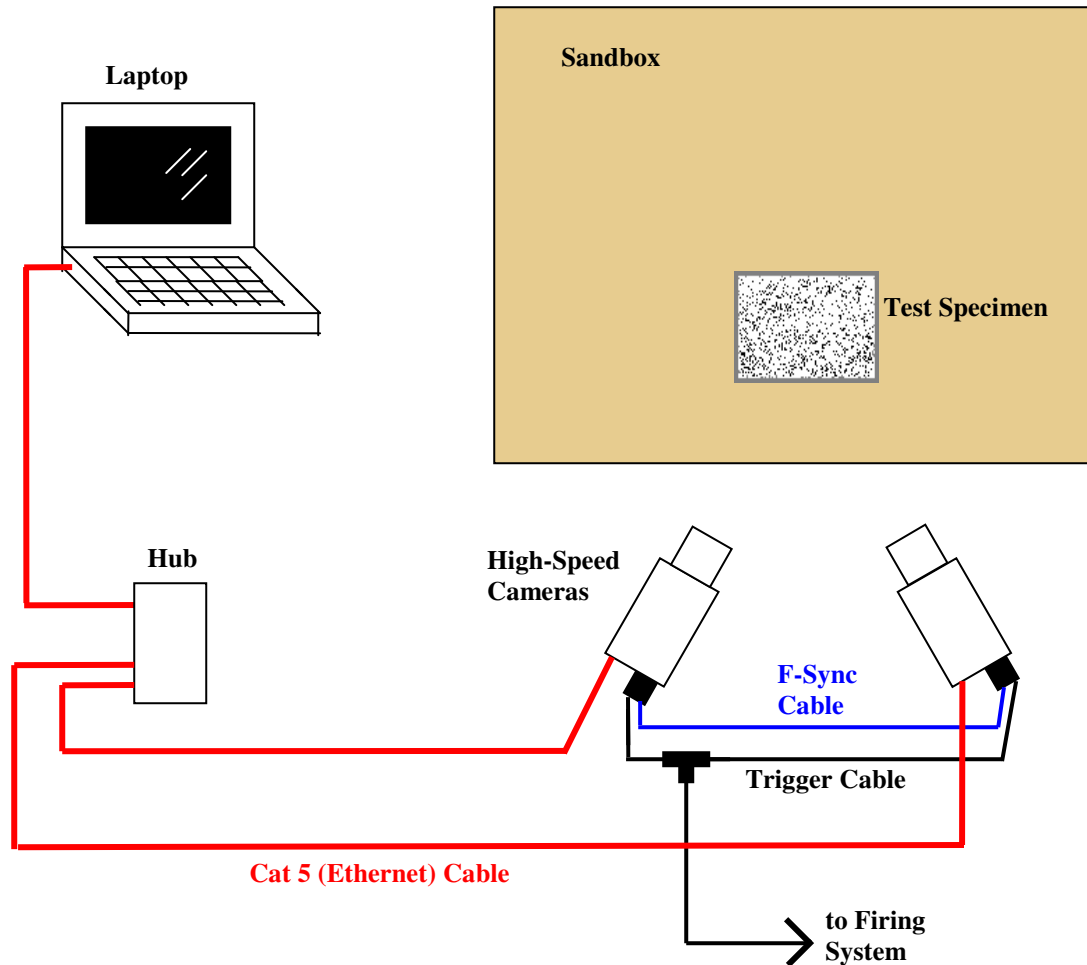 Sandbox
Laptop
Test Specimen
Hub
High-Speed
Cameras
F-Sync
Cable
Trigger Cable
Cat 5 (Ethernet) Cable
to Firing
System